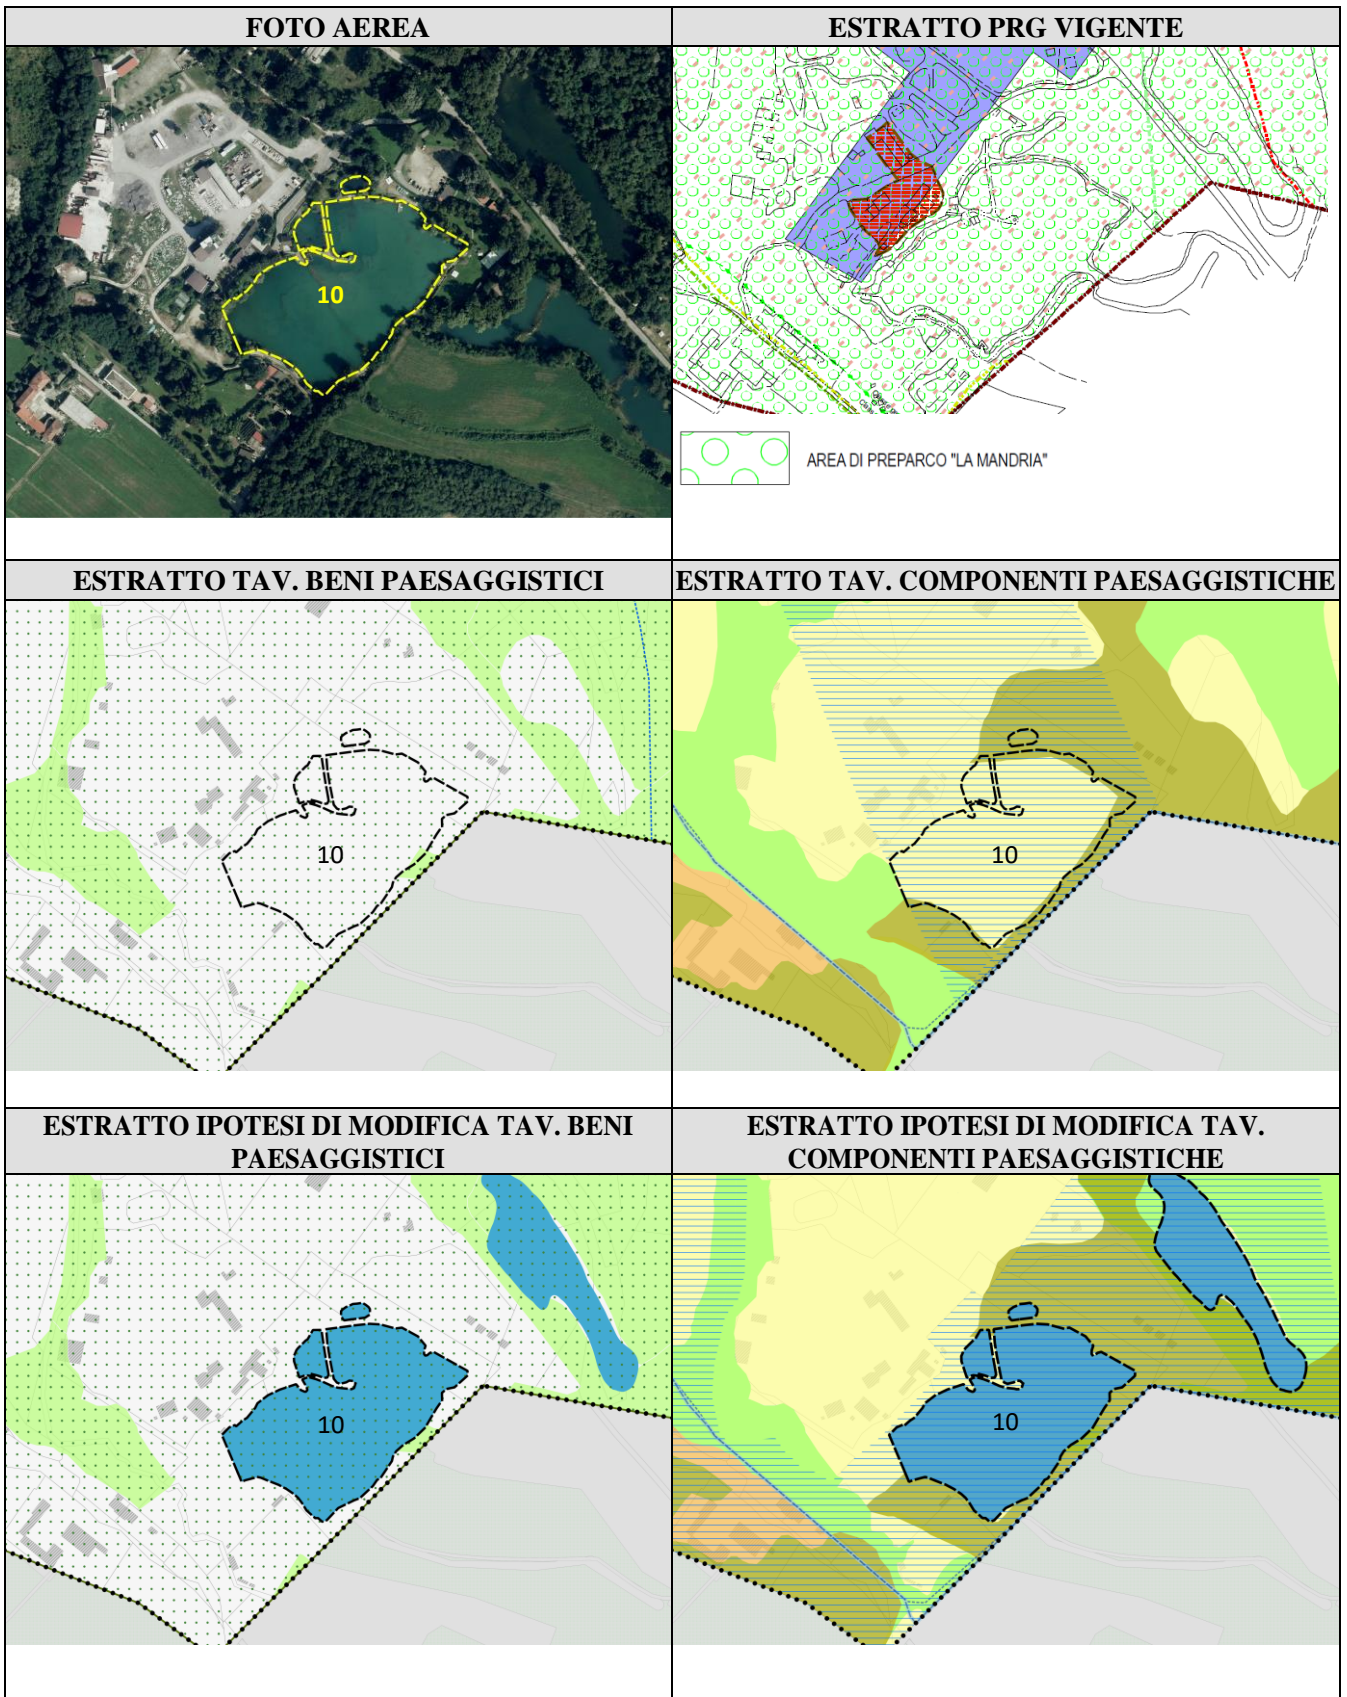 FOTO AEREA
ESTRATTO PRG VIGENTE
10
AREA DI PREPARCO "LA MANDRIA"
ESTRATTO TAV. BENI PAESAGGISTICI
ESTRATTO TAV. COMPONENTI PAESAGGISTICHE
10
10
ESTRATTO IPOTESI DI MODIFICA TAV. BENI
PAESAGGISTICI
ESTRATTO IPOTESI DI MODIFICA TAV.
COMPONENTI PAESAGGISTICHE
10
10